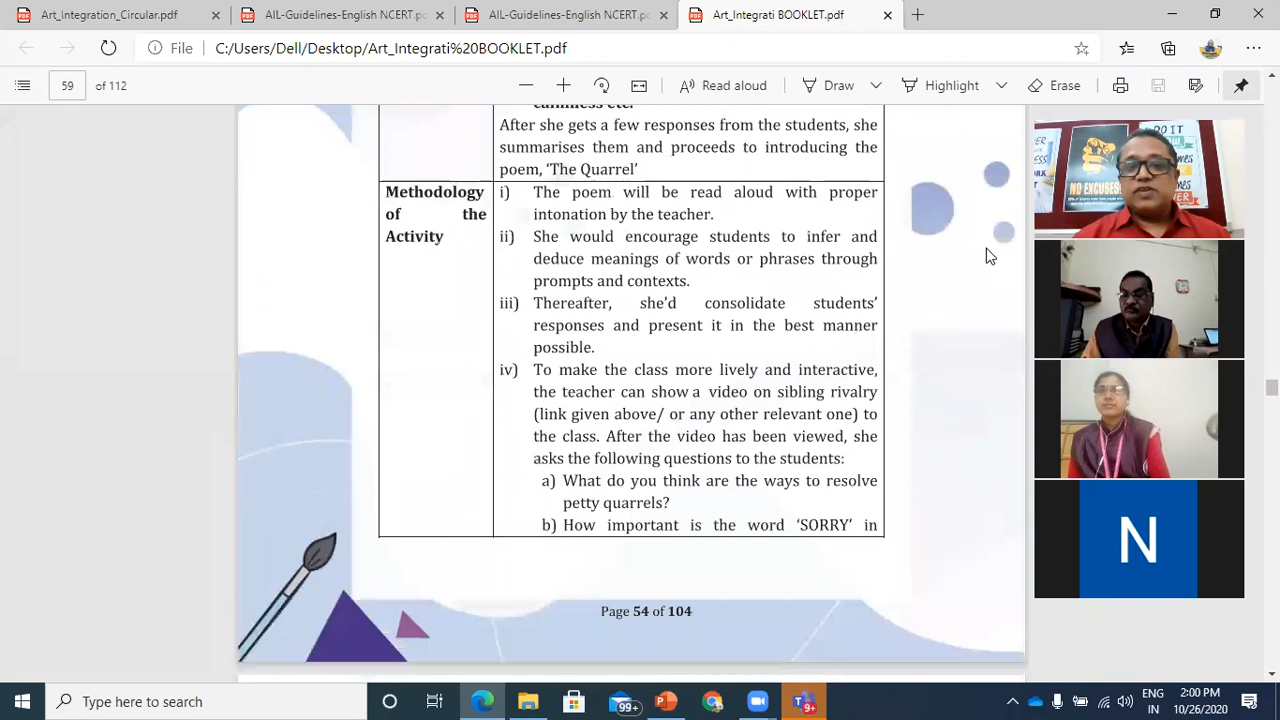 Art_Integration_Circular.pdf
AIL-Guidelines-English NCERT.pdf
AIL-Guidelines-English NCERT.pdf
Art_Integrati BOOKLET.pdf
File
C:/Users/Dell/Desktop/Art_Integrati%20BOOKLET.pdf
59 of 112
Read aloud
Draw
Highlight
Erase
calmness etc.
After she gets a few responses from the students, she
summarises them and proceeds to introducing the
poem, ‘The Quarrel’
Methodology
of the
Activity
i) The poem will be read aloud with proper
intonation by the teacher.
ii) She would encourage students to infer and
deduce meanings of words or phrases through
prompts and contexts.
iii) Thereafter, she’d consolidate students’
responses and present it in the best manner
possible.
iv) To make the class more lively and interactive,
the teacher can show a video on sibling rivalry
(link given above/ or any other relevant one) to
the class. After the video has been viewed, she
asks the following questions to the students:
a) What do you think are the ways to resolve
petty quarrels?
b) How important is the word ‘SORRY’ in
Page 54 of 104
NO EXCUSES
DO IT
N
Type here to search
99+
9+
ENG
IN
2:00 PM
10/26/2020